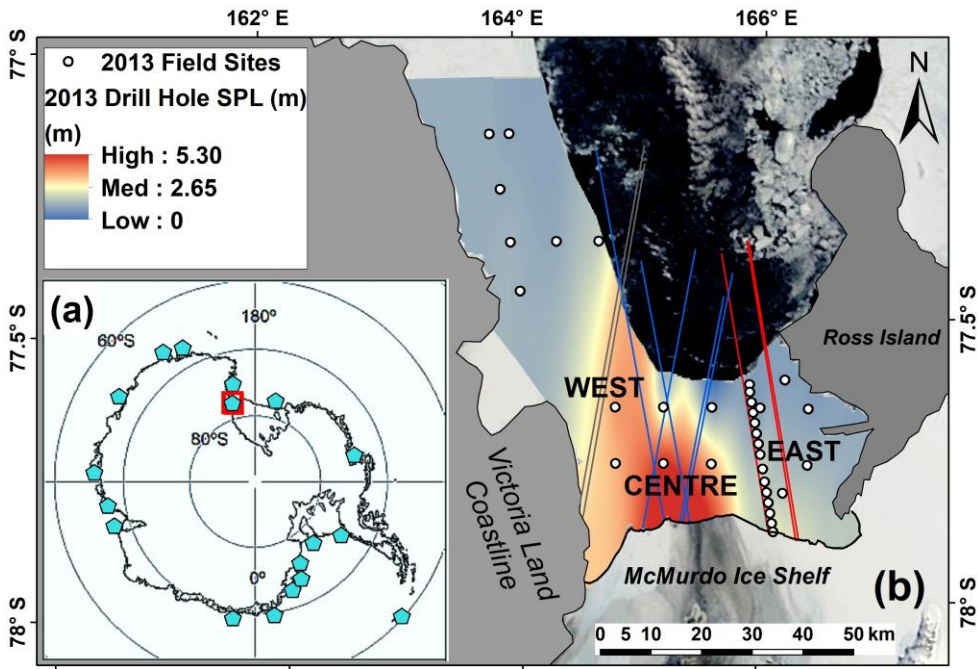 162° E 164° E 166° E
77° S
2013 Field Sites
2013 Drill Hole SPL (m)
(m)
High : 5.30
Med : 2.65
Low : 0
N
77.5° S
77.5° S
(a)
180°
60°S
80°S
0°
Ross Island
WEST
EAST
CENTRE
Victoria Land
Coastline
McMurdo Ice Shelf
(b)
0 5 10 20 30 40 50 km
78° S
78° S